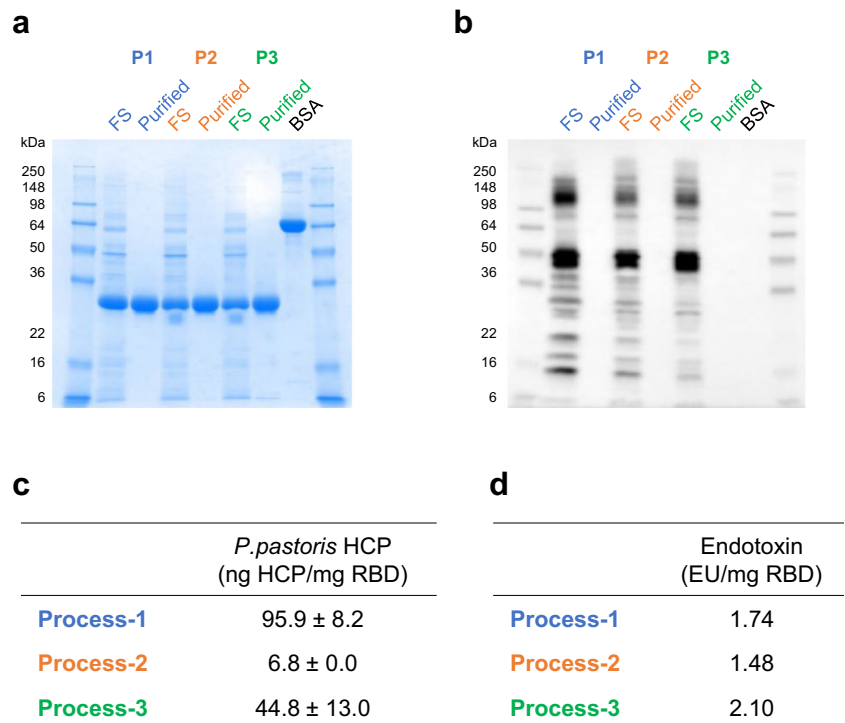 a
P1 P2 P3
FS Purified FS Purified FS Purified BSA
kDa
250
148
98
64
50
36
22
16
6
b
P1 P2 P3
FS Purified FS Purified FS Purified BSA
kDa
250
148
98
64
50
36
22
16
6
c
P.pastoris HCP
(ng HCP/mg RBD)
Process-1 95.9 ± 8.2
Process-2 6.8 ± 0.0
Process-3 44.8 ± 13.0
d
Endotoxin
(EU/mg RBD)
Process-1 1.74
Process-2 1.48
Process-3 2.10